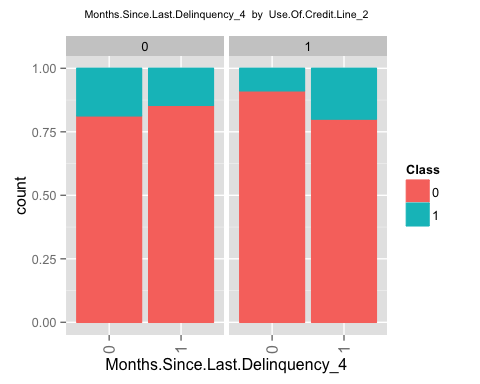 Months.Since.Last.Delinquency_4 by Use.Of.Credit.Line_2
0 1
1.00
0.75
0.50
0.25
0.00
count
0 1 0 1
Months.Since.Last.Delinquency_4
Class
0
1